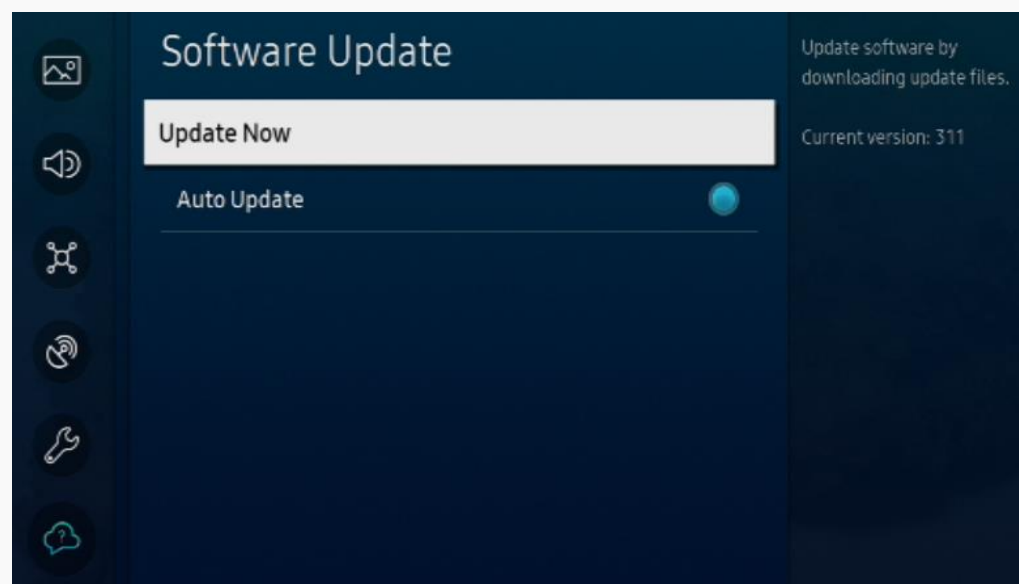 Software Update
Update Now
Auto Update
Update software by
downloading update files.
Current version: 311
?